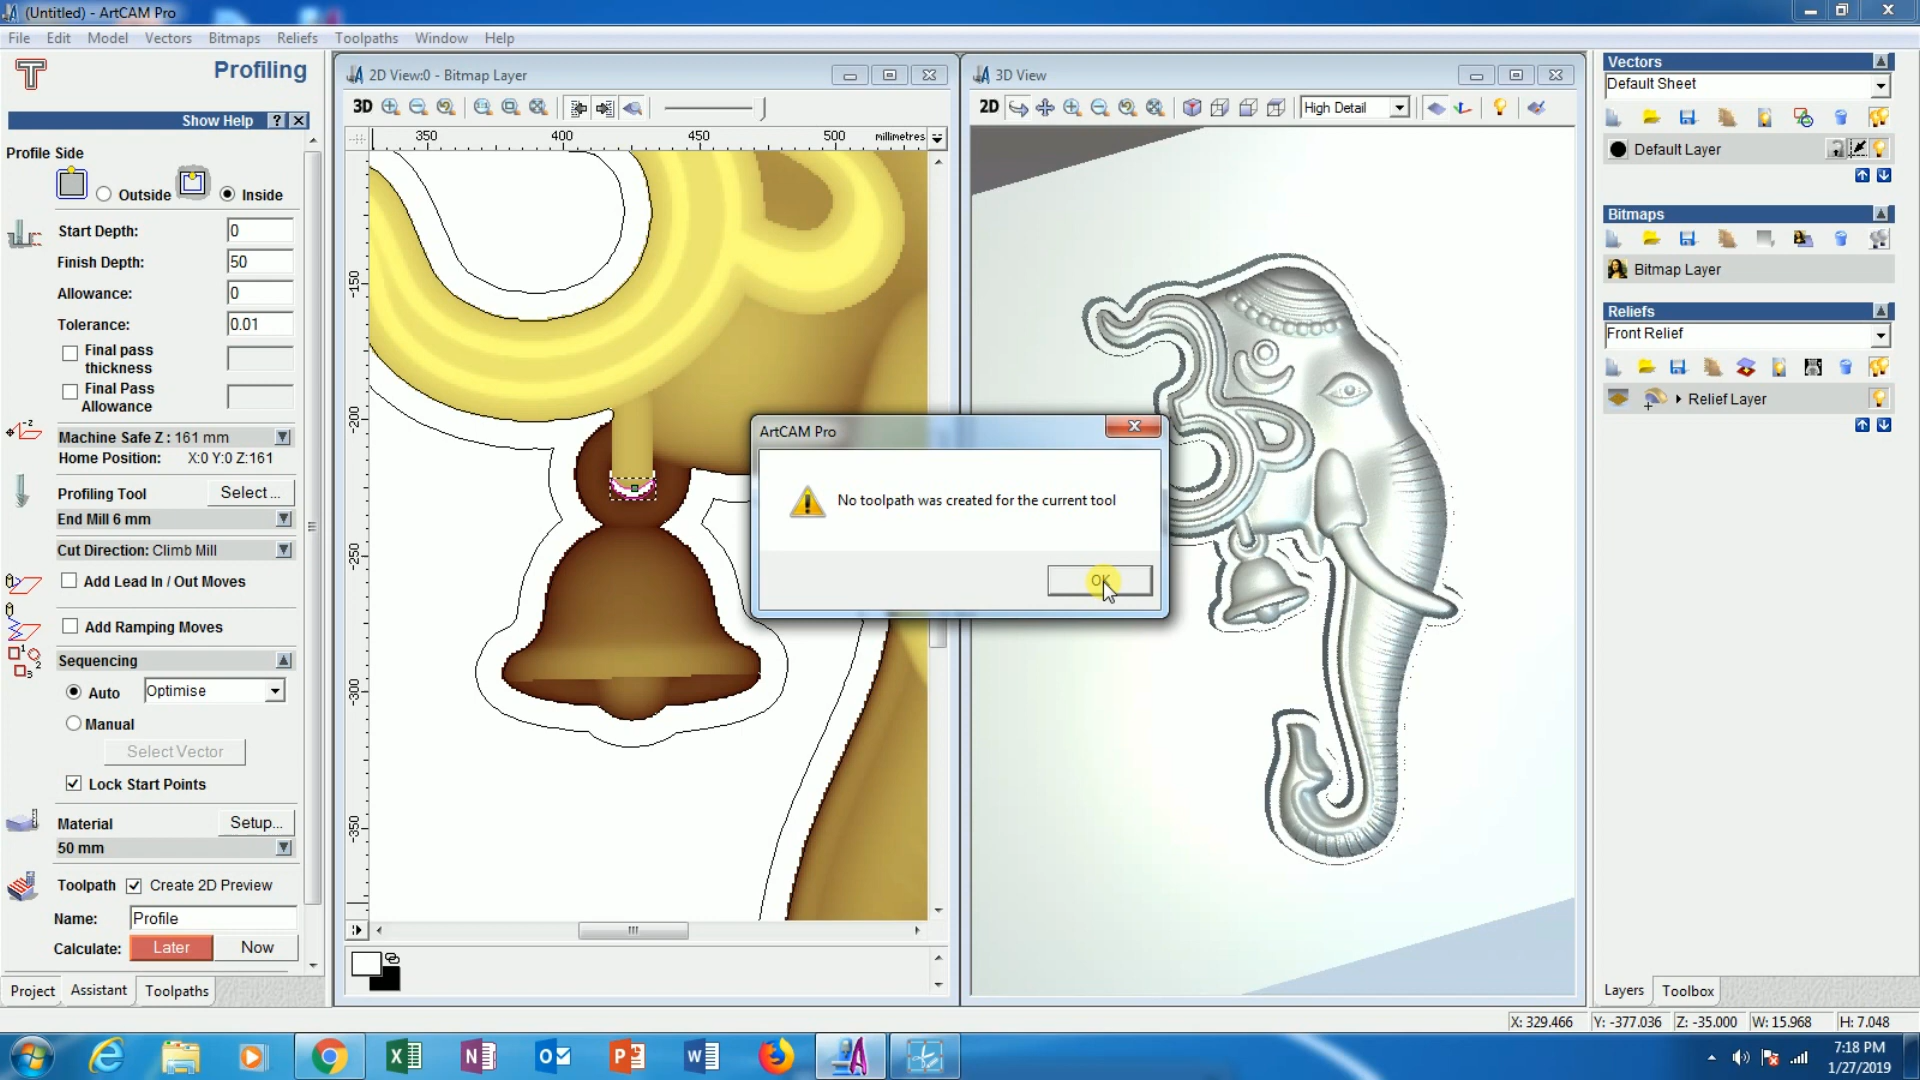 (Untitled) - ArtCAM Pro
File Edit Model Vectors Bitmaps Reliefs Toolpaths Window Help
Profiling
Show Help ?
Profile Side
Outside
Inside
Start Depth: 0
Finish Depth: 50
Allowance: 0
Tolerance: 0.01
Final pass
thickness
Final Pass
Allowance
Machine Safe Z : 161 mm
Home Position: X:0 Y:0 Z:161
Profiling Tool Select ...
End Mill 6 mm
Cut Direction: Climb Mill
Add Lead In / Out Moves
Add Ramping Moves
Sequencing
Auto Optimise
Manual
Select Vector
Lock Start Points
Material Setup...
50 mm
Toolpath Create 2D Preview
Name: Profile
Calculate: Later Now
Project Assistant Toolpaths
2D View:0 - Bitmap Layer
3D
350 400 450 500 millimetres
-150
-200
-250
-300
-350
3D View
2D
High Detail
ArtCAM Pro
No toolpath was created for the current tool
OK
Vectors
Default Sheet
Default Layer
Bitmaps
Bitmap Layer
Reliefs
Front Relief
Relief Layer
Layers Toolbox
X: 329.466 Y: -377.036 Z: -35.000 W: 15.968 H: 7.048
7:18 PM
1/27/2019